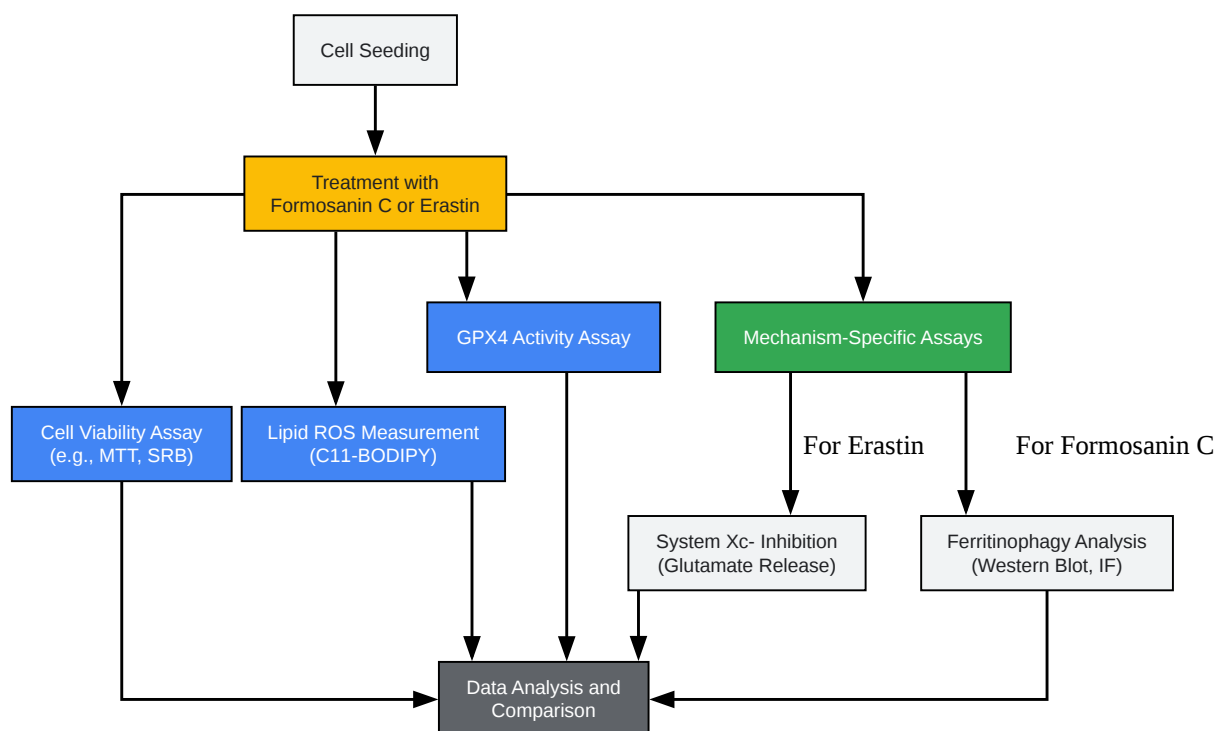 Cell Seeding
Treatment with
Formosanin C or Erastin
GPX4 Activity Assay
Mechanism-Specific Assays
Cell Viability Assay
(e.g., MTT, SRB)
Lipid ROS Measurement
(C11-BODIPY)
For Erastin
For Formosanin C
System Xc- Inhibition
(Glutamate Release)
Ferritinophagy Analysis
(Western Blot, IF)
Data Analysis and
Comparison